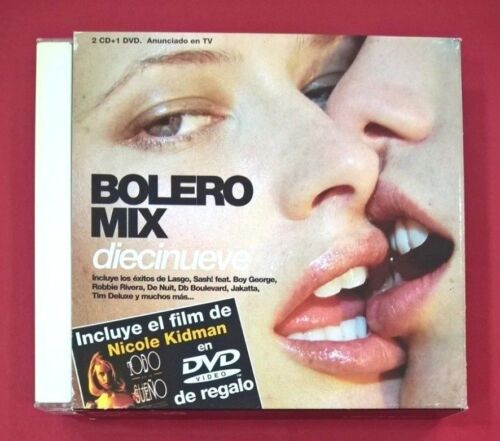 2 CD+1 DVD. Anunciado en TV
BOLERO
MIX
diecinueve
Incluye los éxitos de Lasgo, Sash! feat. Boy George,
Robbie Rivera, De Nuit, Db Boulevard, Jakatta,
Tim Deluxe y muchos más...
Incluye el film de
Nicole Kidman
en
DVD
VIDEO
de regalo
SUEÑO